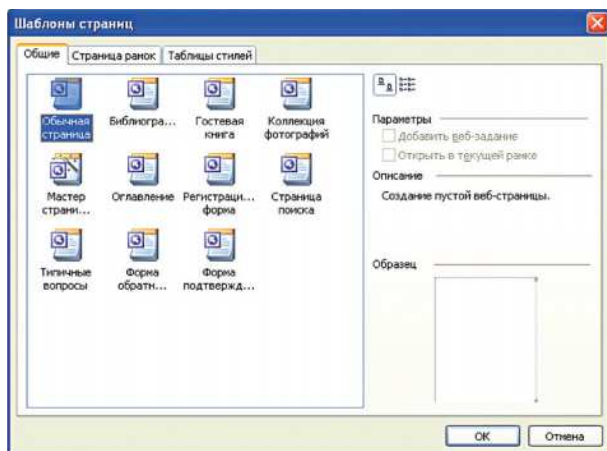 Шаблоны страниц
Общие Страница рамок Таблицы стилей
Обычная страница
Библиогра...
Гостевая книга
Коллекция фотографий
Мастер страни...
Оглавление
Регистраци... форма
Страница поиска
Типичные вопросы
Форма обратн...
Форма подтвержд...
Параметры
Добавить веб-задание
Открыть в текущей рамке
Описание
Создание пустой веб-страницы.
Образец
ОК Отмена